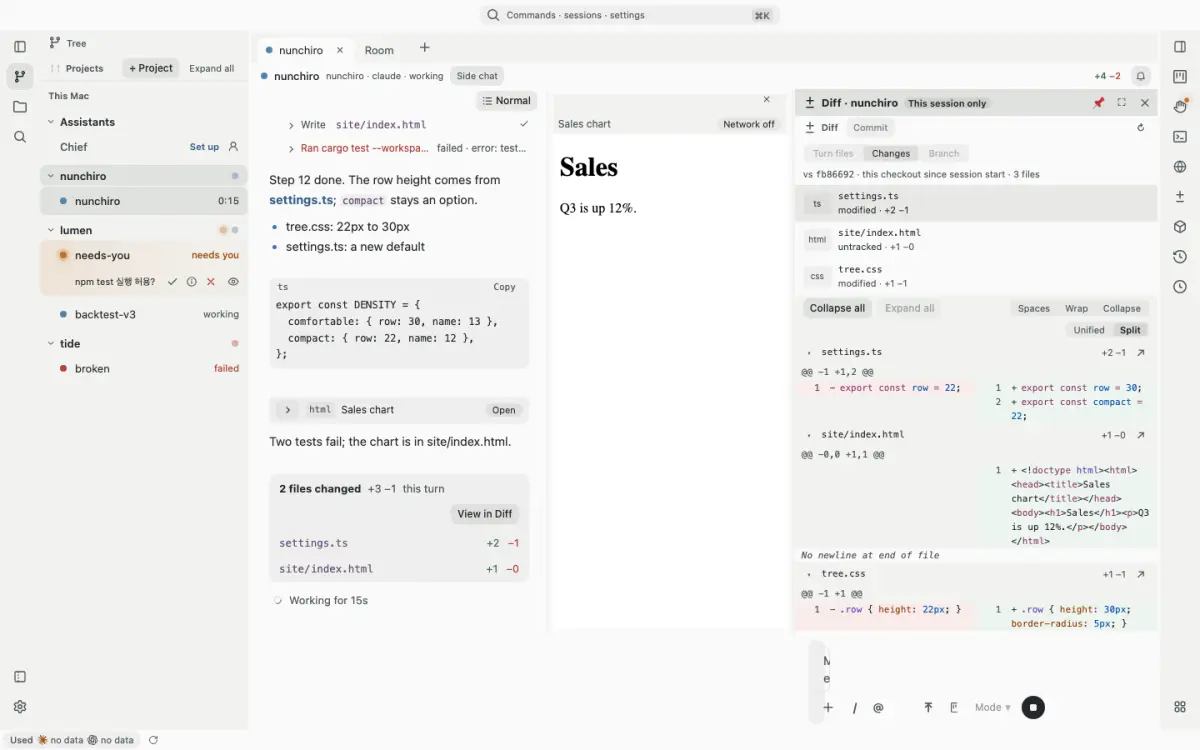 Commands · sessions · settings
⌘K
Tree
Projects
+ Project
Expand all
This Mac
Assistants
Chief
Set up
nunchiro
nunchiro
0:15
lumen
needs-you
needs you
npm test 실행 허용?
backtest-v3
working
tide
broken
failed
Used
no data
no data
nunchiro
Room
nunchiro
nunchiro · claude · working
Side chat
+4 −2
Normal
Write site/index.html
Ran cargo test --workspa… failed · error: test…
Step 12 done. The row height comes from
settings.ts; compact stays an option.
• tree.css: 22px to 30px
• settings.ts: a new default
ts
Copy
export const DENSITY = {
comfortable: { row: 30, name: 13 },
compact: { row: 22, name: 12 },
};
html Sales chart
Open
Two tests fail; the chart is in site/index.html.
2 files changed +3 −1 this turn
View in Diff
settings.ts +2 −1
site/index.html +1 −0
Working for 15s
Sales chart
Network off
Sales
Q3 is up 12%.
Diff · nunchiro This session only
Diff
Commit
Turn files
Changes
Branch
vs fb86692 · this checkout since session start · 3 files
ts
settings.ts
modified · +2 −1
html
site/index.html
untracked · +1 −0
css
tree.css
modified · +1 −1
Collapse all
Expand all
Spaces
Wrap
Collapse
Unified
Split
settings.ts +2 −1
@@ −1 +1,2 @@
1 − export const row = 22;
1 + export const row = 30;
2 + export const compact =
22;
site/index.html +1 −0
@@ −0,0 +1,1 @@
1 + <!doctype html><html>
<head><title>Sales
chart</title></head>
<body><h1>Sales</h1><p>Q3
is up 12%.</p></body>
</html>
No newline at end of file
tree.css +1 −1
@@ −1 +1 @@
1 − .row { height: 22px; }
1 + .row { height: 30px;
border-radius: 5px; }
/
@
Mode